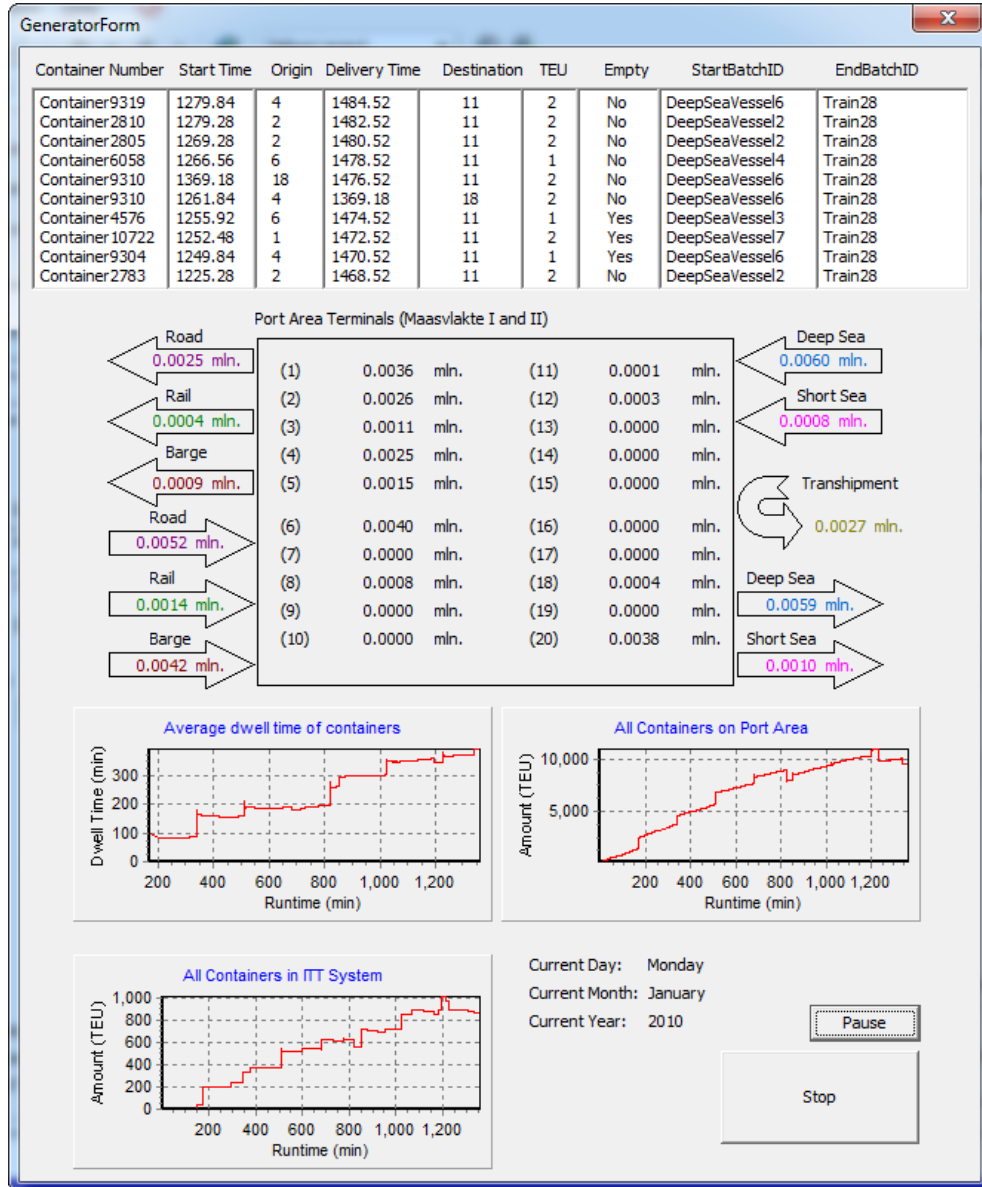 GeneratorForm
Container Number Start Time Origin Delivery Time Destination TEU Empty StartBatchID EndBatchID
Container9319 1279.84 4 1484.52 11 2 No DeepSeaVessel6 Train28
Container2810 1279.28 2 1482.52 11 2 No DeepSeaVessel2 Train28
Container2805 1269.28 2 1480.52 11 2 No DeepSeaVessel2 Train28
Container6058 1266.56 6 1478.52 11 1 No DeepSeaVessel4 Train28
Container9310 1369.18 18 1476.52 11 2 No DeepSeaVessel6 Train28
Container9310 1261.84 4 1369.18 18 2 No DeepSeaVessel6 Train28
Container4576 1255.92 6 1474.52 11 1 Yes DeepSeaVessel3 Train28
Container10722 1252.48 1 1472.52 11 2 Yes DeepSeaVessel7 Train28
Container9304 1249.84 4 1470.52 11 1 Yes DeepSeaVessel6 Train28
Container2783 1225.28 2 1468.52 11 2 No DeepSeaVessel2 Train28
Port Area Terminals (Maasvlakte I and II)
Road
0.0025 mln.
Rail
0.0004 mln.
Barge
0.0009 mln.
Road
0.0052 mln.
Rail
0.0014 mln.
Barge
0.0042 mln.
(1) 0.0036 mln. (11) 0.0001 mln.
(2) 0.0026 mln. (12) 0.0003 mln.
(3) 0.0011 mln. (13) 0.0000 mln.
(4) 0.0025 mln. (14) 0.0000 mln.
(5) 0.0015 mln. (15) 0.0000 mln.
(6) 0.0040 mln. (16) 0.0000 mln.
(7) 0.0000 mln. (17) 0.0000 mln.
(8) 0.0008 mln. (18) 0.0004 mln.
(9) 0.0000 mln. (19) 0.0000 mln.
(10) 0.0000 mln. (20) 0.0038 mln.
Deep Sea
0.0060 mln.
Short Sea
0.0008 mln.
Transhipment
0.0027 mln.
Deep Sea
0.0059 mln.
Short Sea
0.0010 mln.
Average dwell time of containers
Dwell Time (min)
300
200
100
0
200 400 600 800 1,000 1,200
Runtime (min)
All Containers on Port Area
Amount (TEU)
10,000
5,000
200 400 600 800 1,000 1,200
Runtime (min)
All Containers in ITT System
Amount (TEU)
1,000
800
600
400
200
0
200 400 600 800 1,000 1,200
Runtime (min)
Current Day: Monday
Current Month: January
Current Year: 2010
Pause
Stop